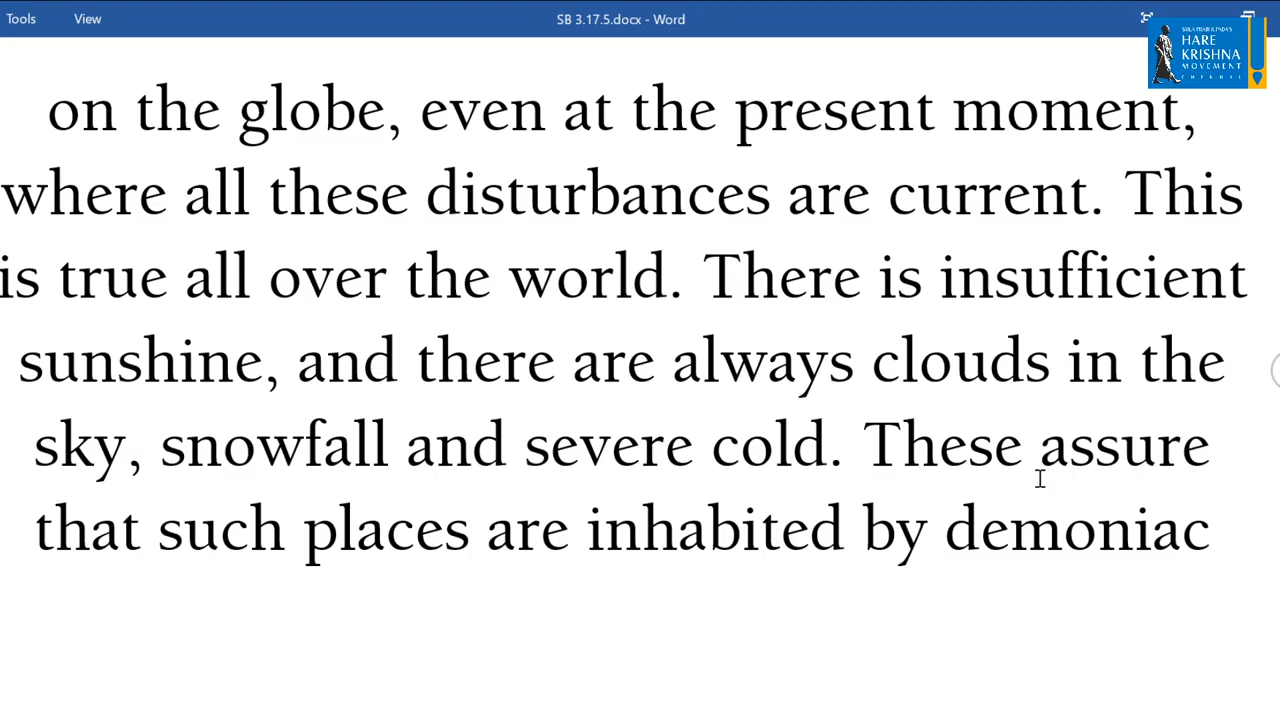 Tools View SB 3.17.5.docx - Word
SRILA PRABHUPADA'S
HARE
KRISHNA
MOVEMENT
CHENNAI
on the globe, even at the present moment,
where all these disturbances are current. This
is true all over the world. There is insufficient
sunshine, and there are always clouds in the
sky, snowfall and severe cold. These assure
that such places are inhabited by demoniac